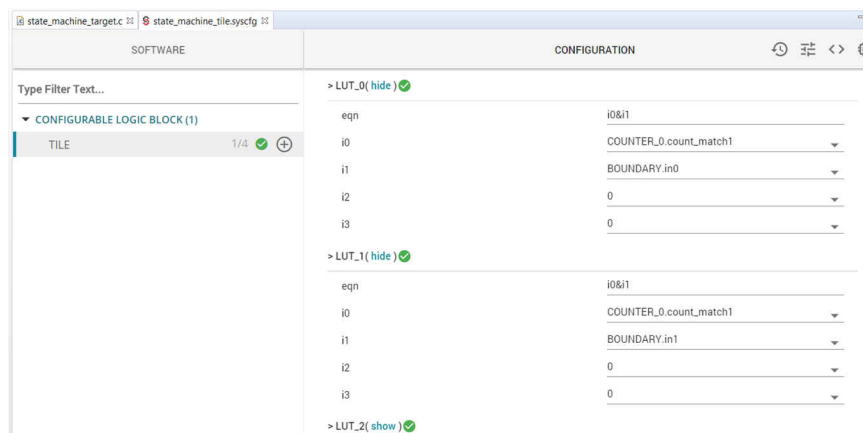 state_machine_target.c state_machine_tile.syscfg
SOFTWARE
Type Filter Text...
CONFIGURABLE LOGIC BLOCK (1)
TILE 1/4
CONFIGURATION
> LUT_0( hide )
eqn i0&i1
i0 COUNTER_0.count_match1
i1 BOUNDARY.in0
i2 0
i3 0
> LUT_1( hide )
eqn i0&i1
i0 COUNTER_0.count_match1
i1 BOUNDARY.in1
i2 0
i3 0
> LUT_2( show )